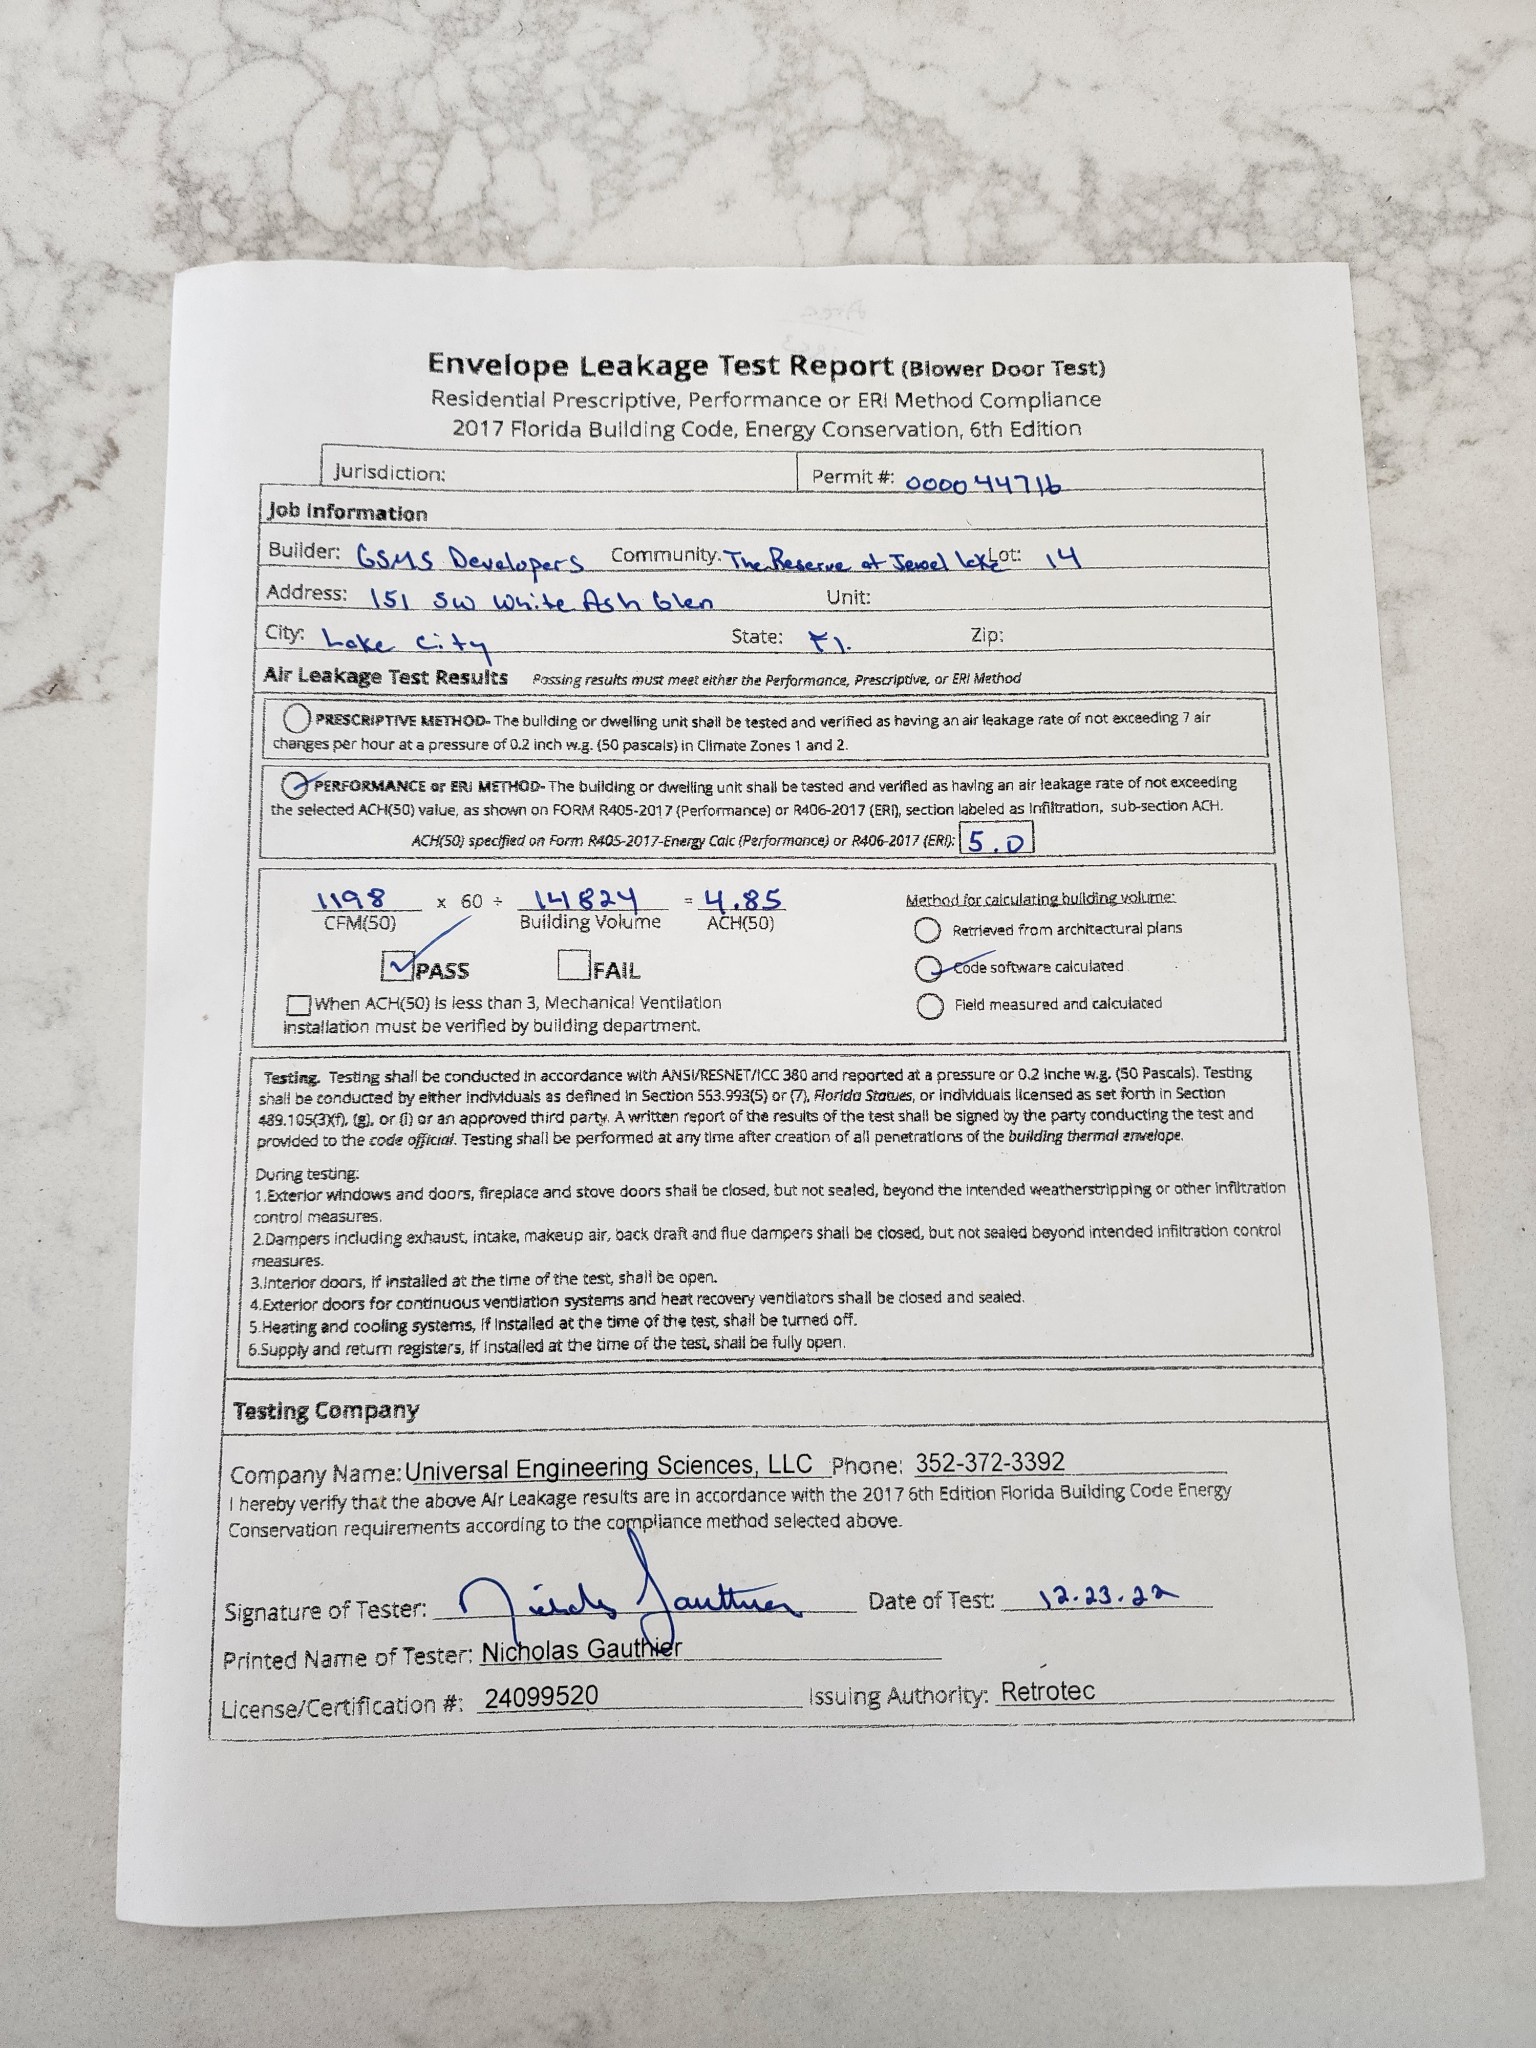 Envelope Leakage Test Report (Blower Door Test)
Residential Prescriptive, Performance or ERI Method Compliance
2017 Florida Building Code, Energy Conservation, 6th Edition
Jurisdiction: Permit #: 000044716
Job Information
Builder: GSMS Developers Community: The Reserve at Jewel Lake Lot: 14
Address: 151 SW White Ash Glen Unit:
City: Lake City State: Fl. Zip:
Air Leakage Test Results Passing results must meet either the Performance, Prescriptive, or ERI Method
PRESCRIPTIVE METHOD- The building or dwelling unit shall be tested and verified as having an air leakage rate of not exceeding 7 air
changes per hour at a pressure of 0.2 inch w.g. (50 pascals) in Climate Zones 1 and 2.
PERFORMANCE or ERI METHOD- The building or dwelling unit shall be tested and verified as having an air leakage rate of not exceeding
the selected ACH(50) value, as shown on FORM R405-2017 (Performance) or R406-2017 (ERI), section labeled as Infiltration, sub-section ACH.
ACH(50) specified on Form R405-2017-Energy Calc (Performance) or R406-2017 (ERI): 5.0
1198 x 60 ÷ 14824 = 4.85
CFM(50) Building Volume ACH(50)
PASS FAIL
When ACH(50) is less than 3, Mechanical Ventilation
installation must be verified by building department.
Method for calculating building volume:
Retrieved from architectural plans
Code software calculated
Field measured and calculated
Testing. Testing shall be conducted in accordance with ANSI/RESNET/ICC 380 and reported at a pressure or 0.2 inche w.g. (50 Pascals). Testing
shall be conducted by either individuals as defined in Section 553.993(5) or (7), Florida Statues, or individuals licensed as set forth in Section
489.105(3)(f), (g), or (i) or an approved third party. A written report of the results of the test shall be signed by the party conducting the test and
provided to the code official. Testing shall be performed at any time after creation of all penetrations of the building thermal envelope.
During testing:
1.Exterior windows and doors, fireplace and stove doors shall be closed, but not sealed, beyond the intended weatherstripping or other infiltration
control measures.
2.Dampers including exhaust, intake, makeup air, back draft and flue dampers shall be closed, but not sealed beyond intended infiltration control
measures.
3.Interior doors, if installed at the time of the test, shall be open.
4.Exterior doors for continuous ventilation systems and heat recovery ventilators shall be closed and sealed.
5.Heating and cooling systems, if installed at the time of the test, shall be turned off.
6.Supply and return registers, if installed at the time of the test, shall be fully open.
Testing Company
Company Name: Universal Engineering Sciences, LLC Phone: 352-372-3392
I hereby verify that the above Air Leakage results are in accordance with the 2017 6th Edition Florida Building Code Energy
Conservation requirements according to the compliance method selected above.
Signature of Tester: Nicholas Gauthier Date of Test: 12.23.22
Printed Name of Tester: Nicholas Gauthier
License/Certification #: 24099520 Issuing Authority: Retrotec